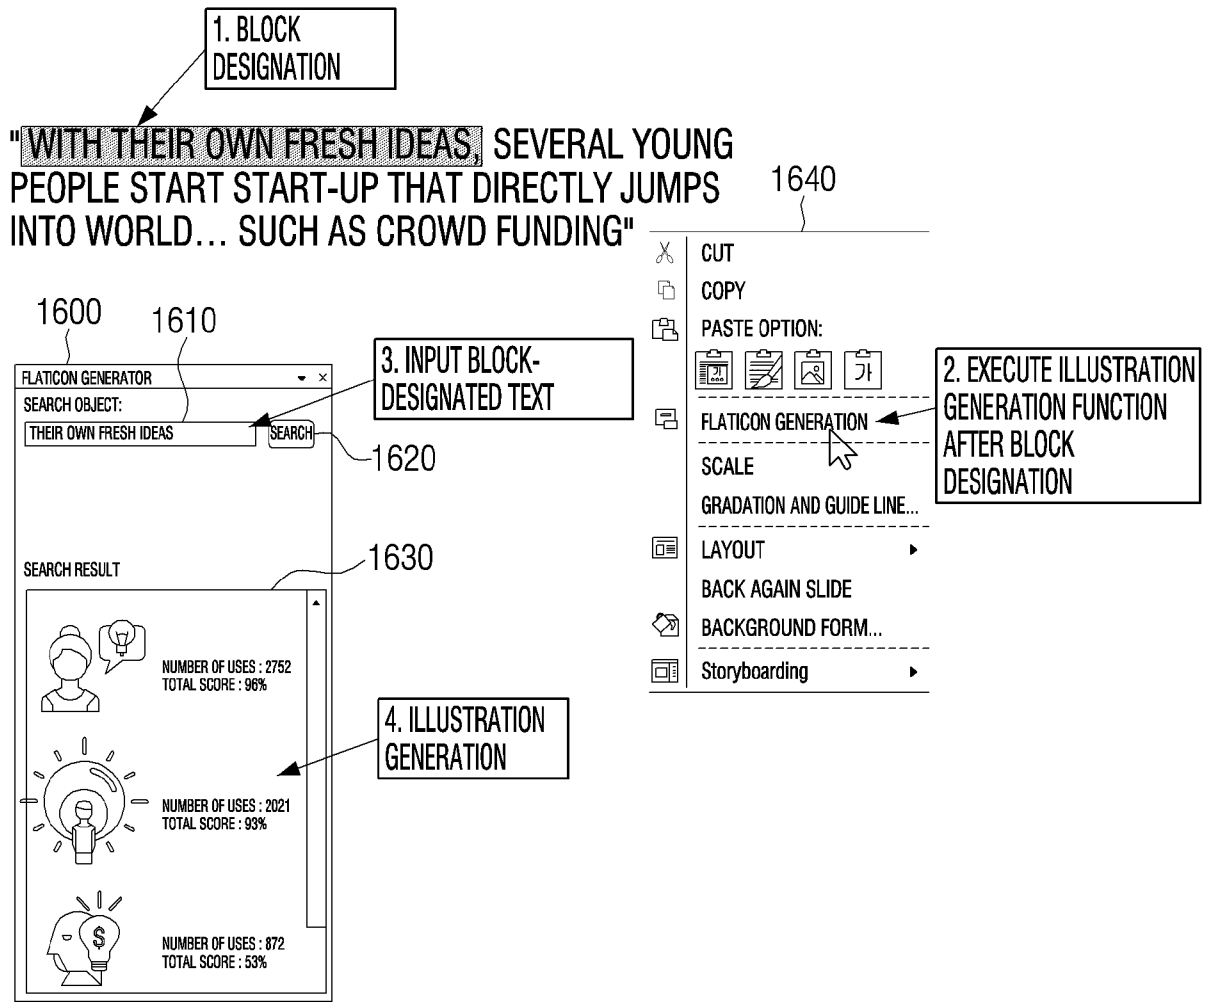 1. BLOCK
DESIGNATION
"WITH THEIR OWN FRESH IDEAS, SEVERAL YOUNG
PEOPLE START START-UP THAT DIRECTLY JUMPS
INTO WORLD... SUCH AS CROWD FUNDING"
1640
CUT
COPY
PASTE OPTION:
가
가
FLATICON GENERATION
SCALE
GRADATION AND GUIDE LINE...
LAYOUT
BACK AGAIN SLIDE
BACKGROUND FORM...
Storyboarding
2. EXECUTE ILLUSTRATION
GENERATION FUNCTION
AFTER BLOCK
DESIGNATION
1600
1610
FLATICON GENERATOR
SEARCH OBJECT:
THEIR OWN FRESH IDEAS
SEARCH
1620
3. INPUT BLOCK-
DESIGNATED TEXT
SEARCH RESULT
1630
NUMBER OF USES : 2752
TOTAL SCORE : 96%
NUMBER OF USES : 2021
TOTAL SCORE : 93%
$
NUMBER OF USES : 872
TOTAL SCORE : 53%
4. ILLUSTRATION
GENERATION